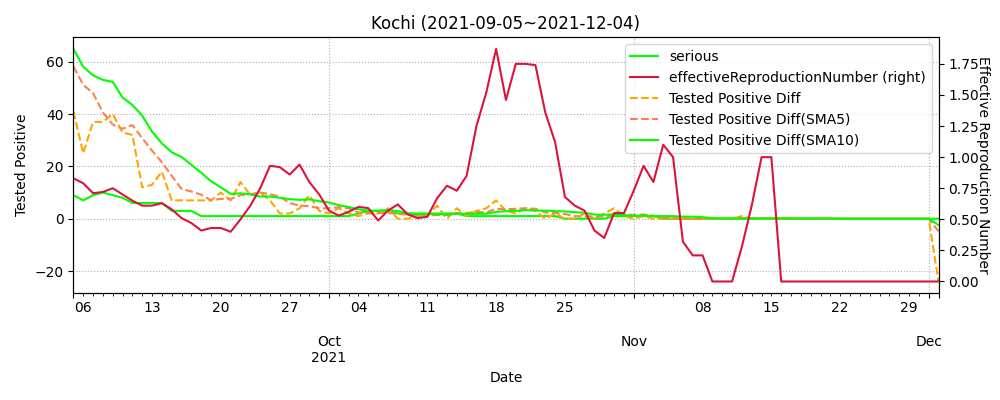 Kochi (2021-09-05~2021-12-04)
serious
effectiveReproductionNumber (right)
Tested Positive Diff
Tested Positive Diff(SMA5)
Tested Positive Diff(SMA10)
Tested Positive
60
40
20
0
−20
Effective Reproduction Number
1.75
1.50
1.25
1.00
0.75
0.50
0.25
0.00
06 13 20 27 04 11 18 25 08 15 22 29
Oct Nov Dec
2021
Date